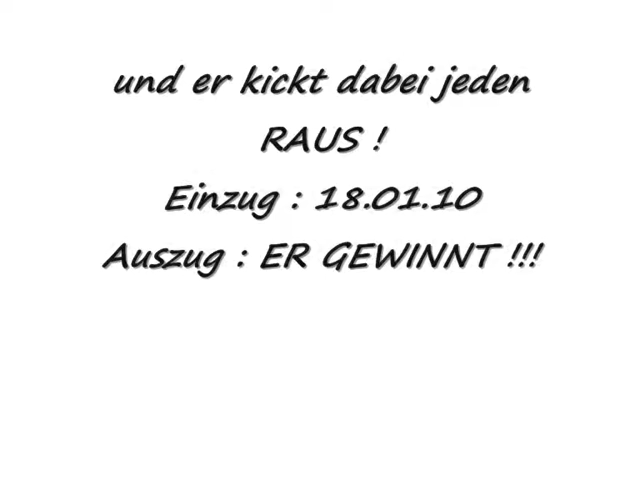 und er kickt dabei jeden
RAUS !
Einzug : 18.01.10
Auszug : ER GEWINNT !!!